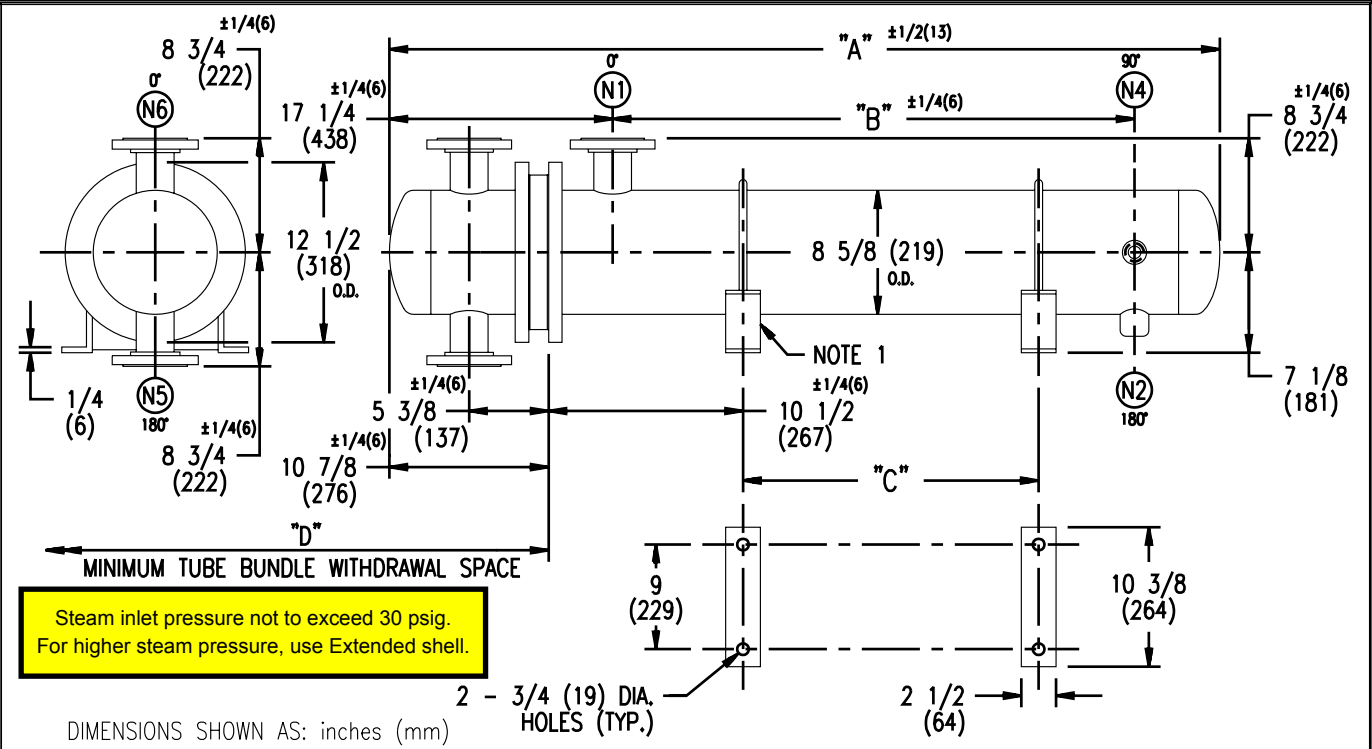 ±1/4(6)
8 3/4
(222)
0°
N6
±1/2(13)
"A"
0°
N1
90°
N4
±1/4(6)
17 1/4
(438)
"B" ±1/4(6)
±1/4(6)
8 3/4
(222)
12 1/2
(318)
O.D.
8 5/8 (219)
O.D.
NOTE 1
1/4
(6)
N5
180°
±1/4(6)
8 3/4
(222)
±1/4(6)
5 3/8
(137)
±1/4(6)
10 7/8
(276)
±1/4(6)
10 1/2
(267)
N2
180°
7 1/8
(181)
"C"
"D"
MINIMUM TUBE BUNDLE WITHDRAWAL SPACE
Steam inlet pressure not to exceed 30 psig.
For higher steam pressure, use Extended shell.
9
(229)
10 3/8
(264)
2 - 3/4 (19) DIA.
HOLES (TYP.)
2 1/2
(64)
DIMENSIONS SHOWN AS: inches (mm)